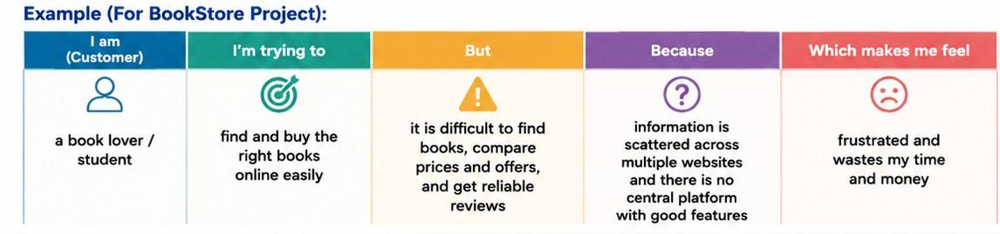 Example (For BookStore Project):
I am
(Customer)
I'm trying to
But
Because
Which makes me feel
a book lover /
student
find and buy the
right books
online easily
it is difficult to find
books, compare
prices and offers,
and get reliable
reviews
information is
scattered across
multiple websites
and there is no
central platform
with good features
frustrated and
wastes my time
and money